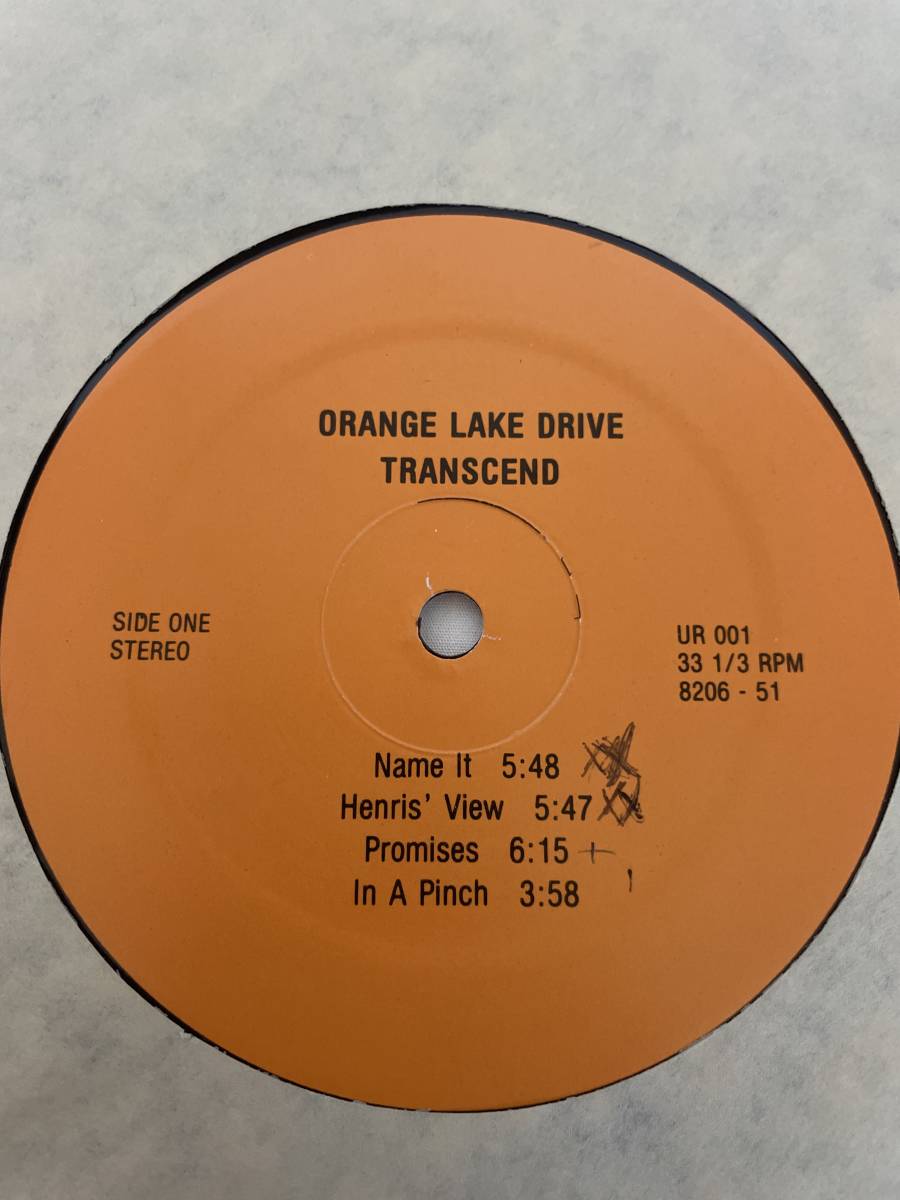 ORANGE LAKE DRIVE
TRANSCEND
SIDE ONE
STEREO
UR 001
33 1/3 RPM
8206 - 51
Name It 5:48
Henris' View 5:47
Promises 6:15 +
In A Pinch 3:58